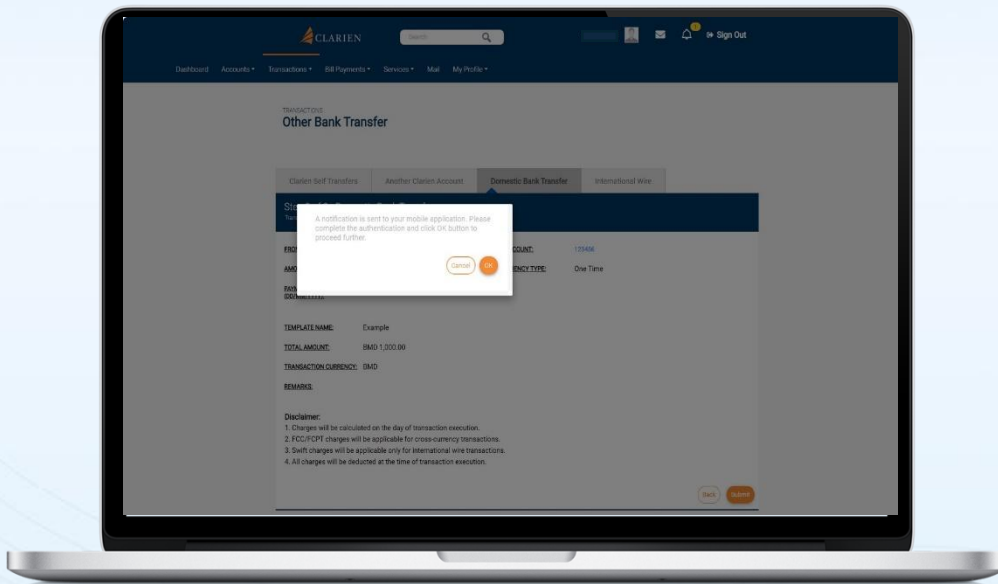 CLARIEN
Search
1
Sign Out
Dashboard Accounts Transactions Bill Payments Services Mail My Profile
TRANSACTIONS
Other Bank Transfer
Clarien Self Transfers Another Clarien Account Domestic Bank Transfer International Wire
A notification is sent to your mobile application. Please
complete the authentication and click OK button to
proceed further.
Cancel OK
123456
One Time
TEMPLATE NAME: Example
TOTAL AMOUNT: BMD 1,000.00
TRANSACTION CURRENCY: BMD
REMARKS:
Disclaimer:
1. Charges will be calculated on the day of transaction execution.
2. FCC/FCPT charges will be applicable for cross-currency transactions.
3. Swift charges will be applicable only for international wire transactions.
4. All charges will be deducted at the time of transaction execution.
Back Submit